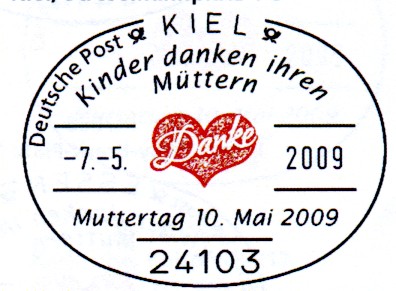 Deutsche Post
KIEL
Kinder danken ihren
Müttern
Danke
-7.-5. 2009
Muttertag 10. Mai 2009
24103